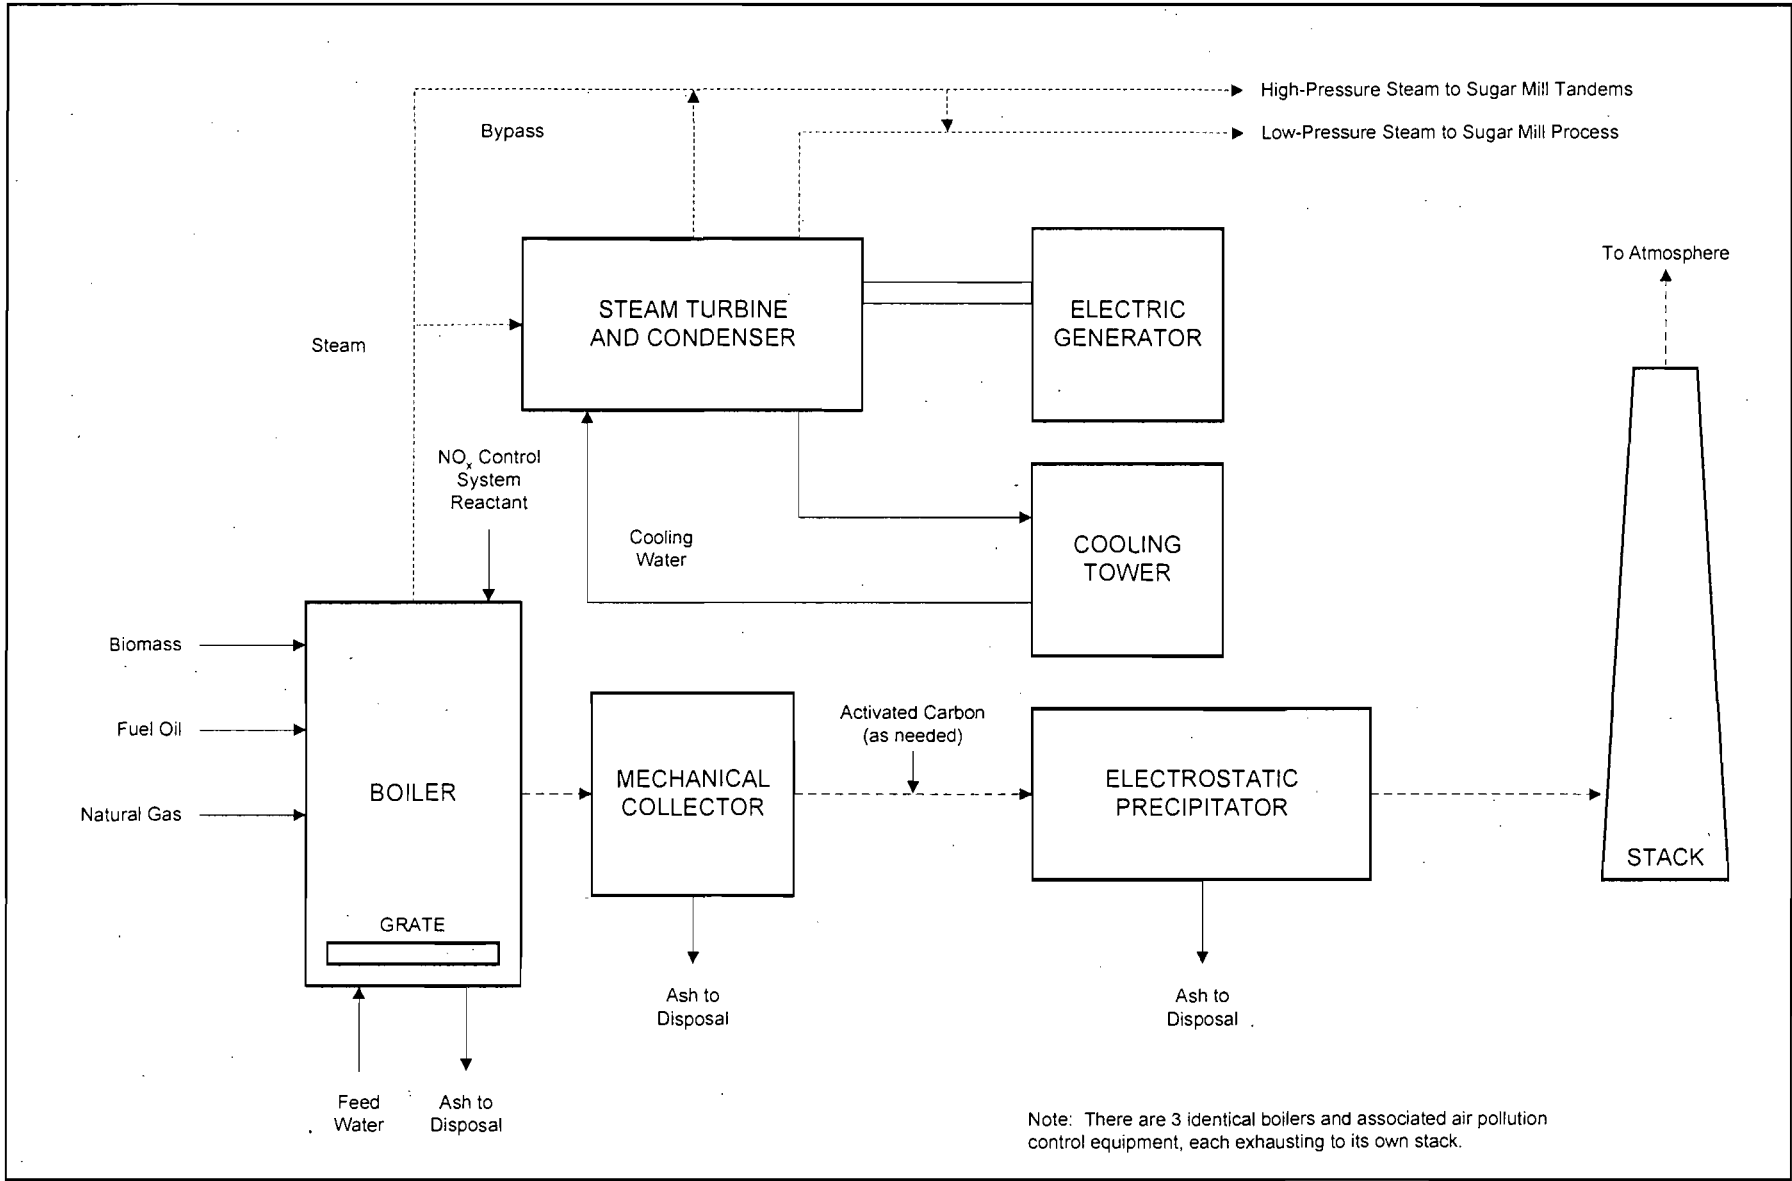 High-Pressure Steam to Sugar Mill Tandems
Bypass
Low-Pressure Steam to Sugar Mill Process
To Atmosphere
STEAM TURBINE
AND CONDENSER
ELECTRIC
GENERATOR
Steam
NOx Control
System
Reactant
Cooling
Water
COOLING
TOWER
Biomass
Fuel Oil
Natural Gas
BOILER
MECHANICAL
COLLECTOR
Activated Carbon
(as needed)
ELECTROSTATIC
PRECIPITATOR
STACK
GRATE
Ash to
Disposal
Ash to
Disposal
Feed
Water
Ash to
Disposal
Note: There are 3 identical boilers and associated air pollution
control equipment, each exhausting to its own stack.